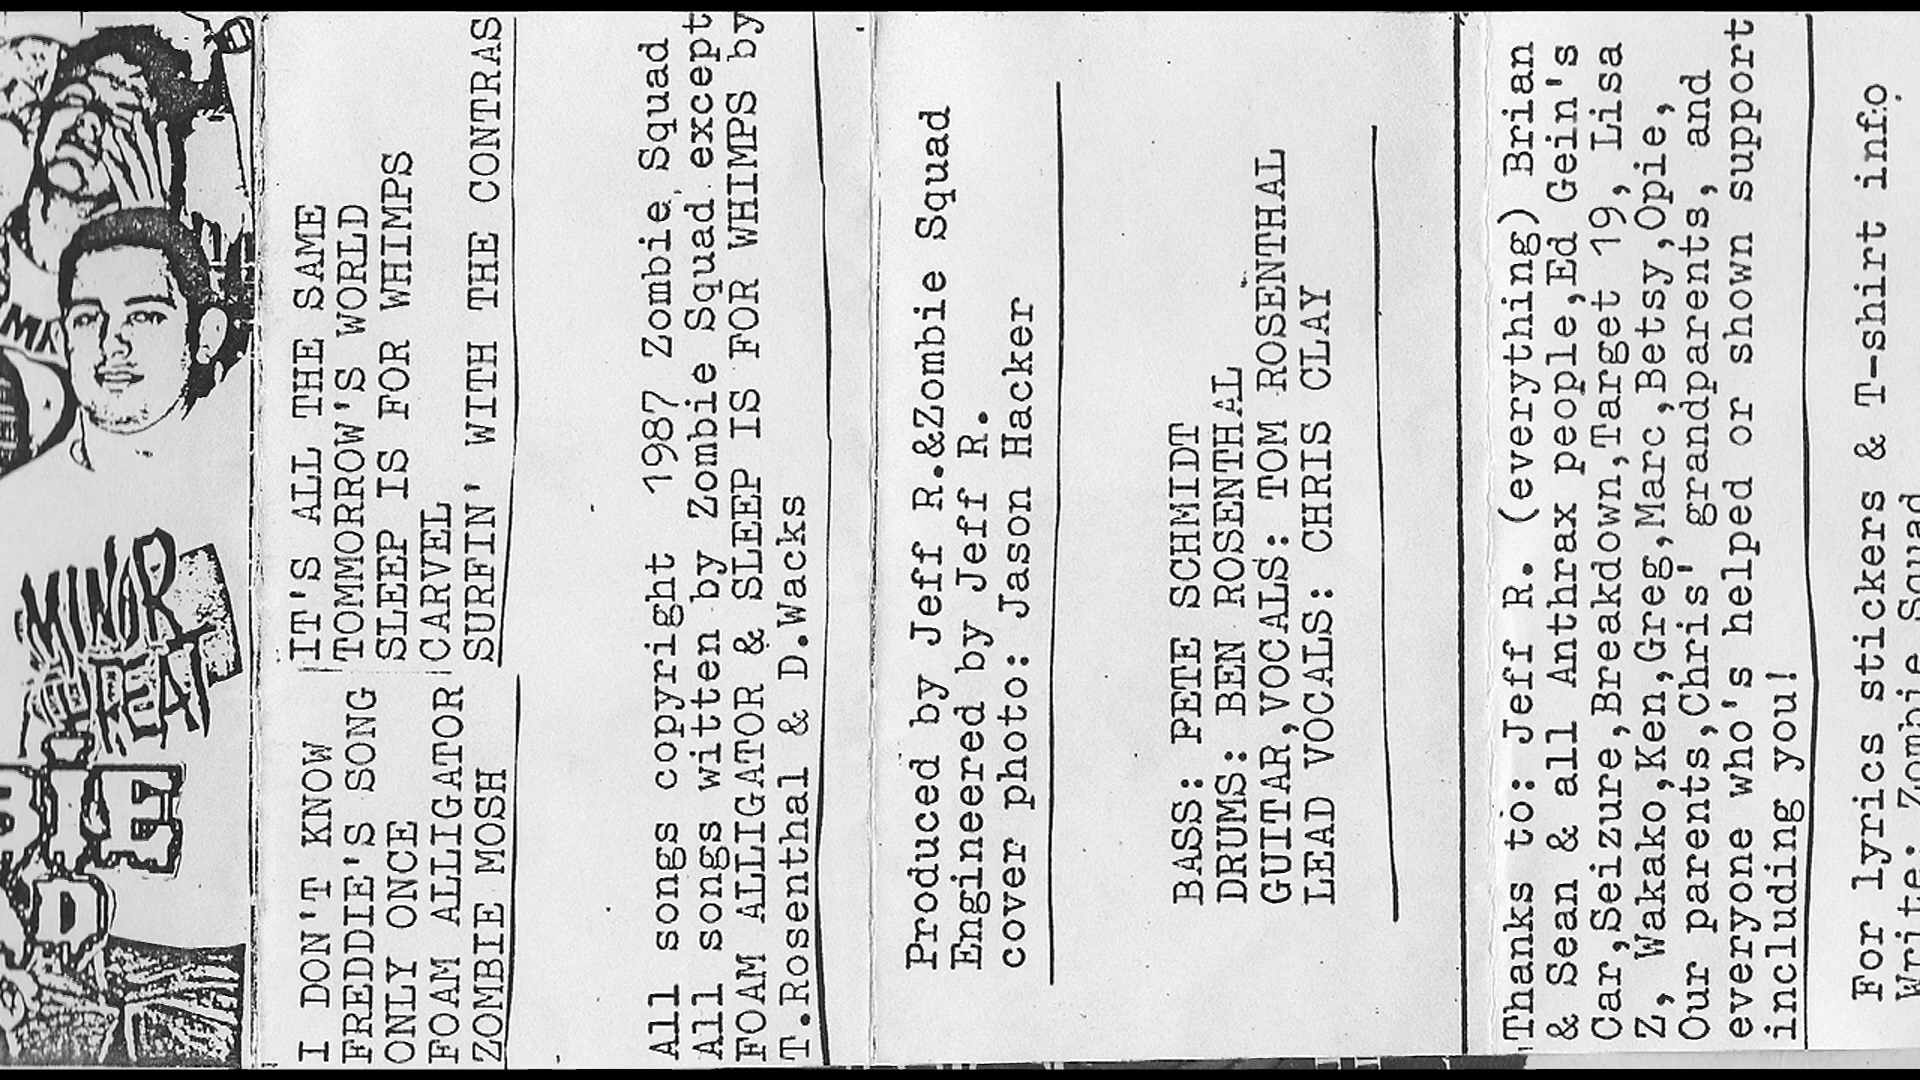 MINOR
THREAT
I DON'T KNOW
FREDDIE'S SONG
ONLY ONCE
FOAM ALLIGATOR
ZOMBIE MOSH
IT'S ALL THE SAME
TOMMORROW'S WORLD
SLEEP IS FOR WHIMPS
CARVEL
SURFIN' WITH THE CONTRAS
All songs copyright 1987 Zombie Squad
All songs written by Zombie Squad except
FOAM ALLIGATOR & SLEEP IS FOR WHIMPS by
T.Rosenthal & D.Wacks
Produced by Jeff R.&Zombie Squad
Engineered by Jeff R.
cover photo: Jason Hacker
BASS: PETE SCHMIDT
DRUMS: BEN ROSENTHAL
GUITAR,VOCALS: TOM ROSENTHAL
LEAD VOCALS: CHRIS CLAY
Thanks to: Jeff R. (everything) Brian
& Sean & all Anthrax people,Ed Gein's
Car,Seizure,Breakdown,Target 19, Lisa
Z, Wakako,Ken,Greg,Marc,Betsy,Opie,
Our parents,Chris' grandparents, and
everyone who's helped or shown support
including you!
For lyrics stickers & T-shirt info
Write: Zombie Squad